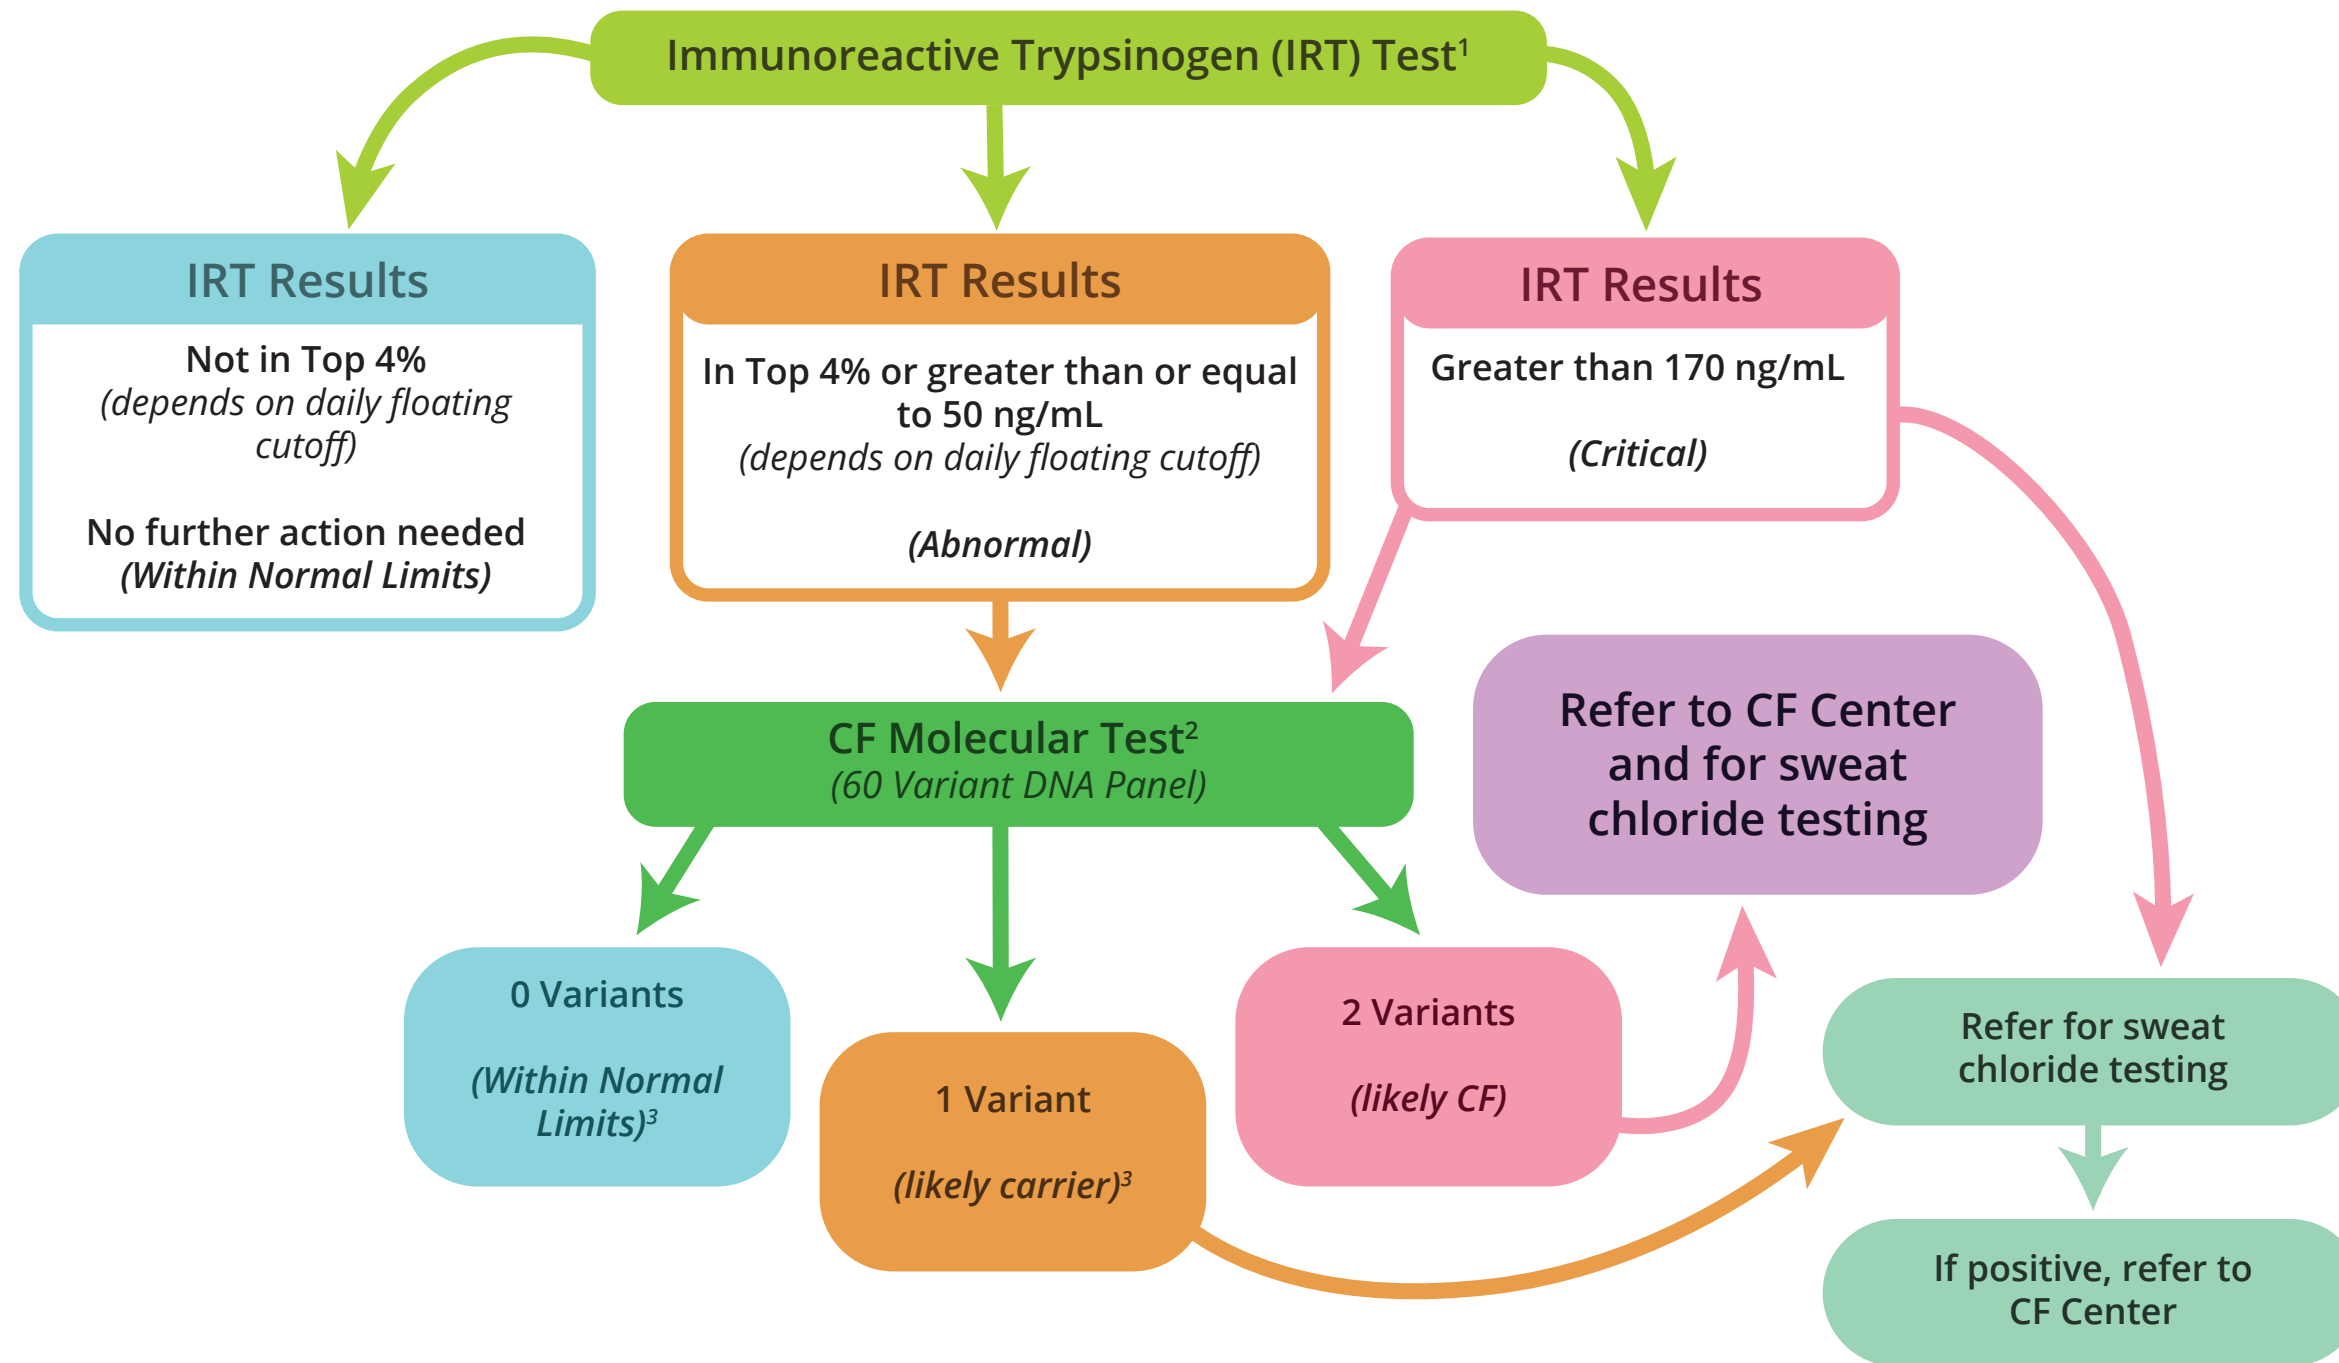 Immunoreactive Trypsinogen (IRT) Test¹
IRT Results
Not in Top 4%
(depends on daily floating
cutoff)
No further action needed
(Within Normal Limits)
IRT Results
In Top 4% or greater than or equal
to 50 ng/mL
(depends on daily floating cutoff)
(Abnormal)
IRT Results
Greater than 170 ng/mL
(Critical)
CF Molecular Test²
(60 Variant DNA Panel)
Refer to CF Center
and for sweat
chloride testing
0 Variants
(Within Normal
Limits)³
1 Variant
(likely carrier)³
2 Variants
(likely CF)
Refer for sweat
chloride testing
If positive, refer to
CF Center